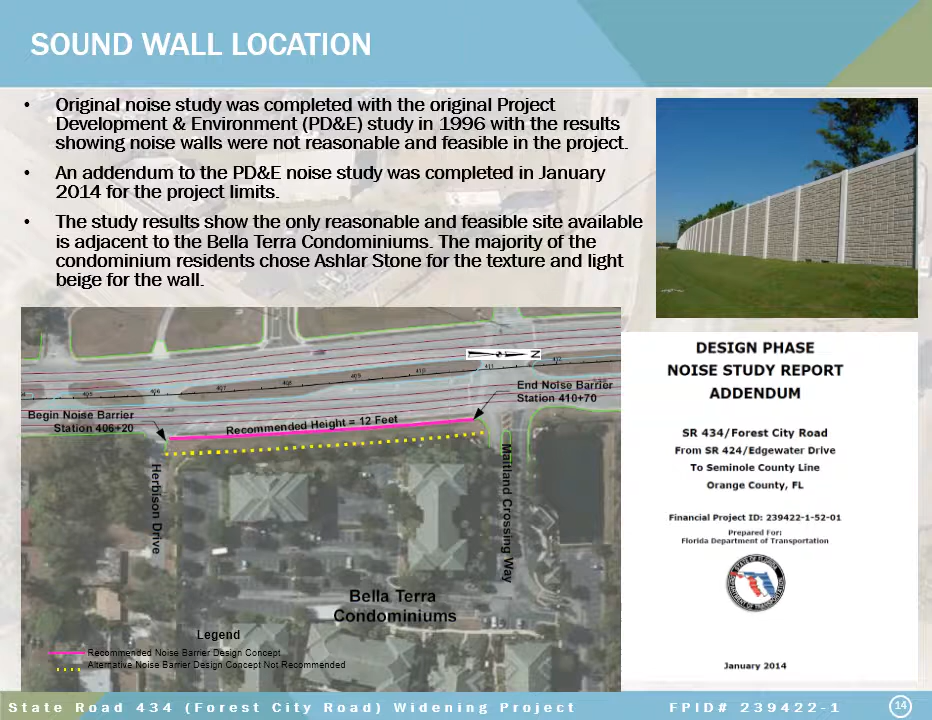 SOUND WALL LOCATION
• Original noise study was completed with the original Project
Development & Environment (PD&E) study in 1996 with the results
showing noise walls were not reasonable and feasible in the project.
• An addendum to the PD&E noise study was completed in January
2014 for the project limits.
• The study results show the only reasonable and feasible site available
is adjacent to the Bella Terra Condominiums. The majority of the
condominium residents chose Ashlar Stone for the texture and light
beige for the wall.
N
405
406
407
408
409
410
411
412
Begin Noise Barrier
Station 406+20
Recommended Height = 12 Feet
End Noise Barrier
Station 410+70
Herbison Drive
Maitland Crossing Way
Bella Terra
Condominiums
Legend
Recommended Noise Barrier Design Concept
Alternative Noise Barrier Design Concept Not Recommended
DESIGN PHASE
NOISE STUDY REPORT
ADDENDUM
SR 434/Forest City Road
From SR 424/Edgewater Drive
To Seminole County Line
Orange County, FL
Financial Project ID: 239422-1-52-01
Prepared For:
Florida Department of Transportation
January 2014
State Road 434 (Forest City Road) Widening Project
FPID# 239422-1
14